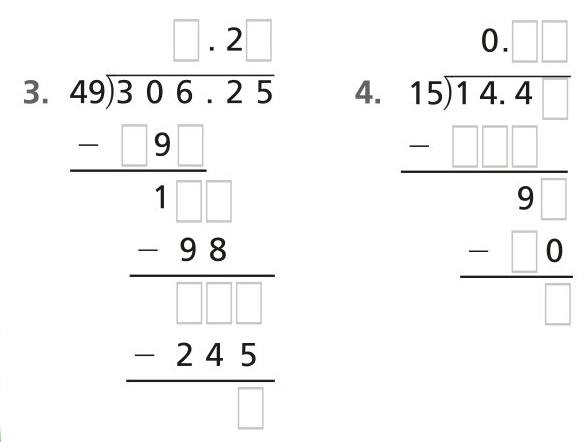 □ . 2 □
3. 49)3 0 6 . 2 5
− □ 9 □
1 □ □
− 9 8
□ □ □
− 2 4 5
□
0. □ □
4. 15)1 4. 4 □
− □ □ □
9 □
− □ 0
□